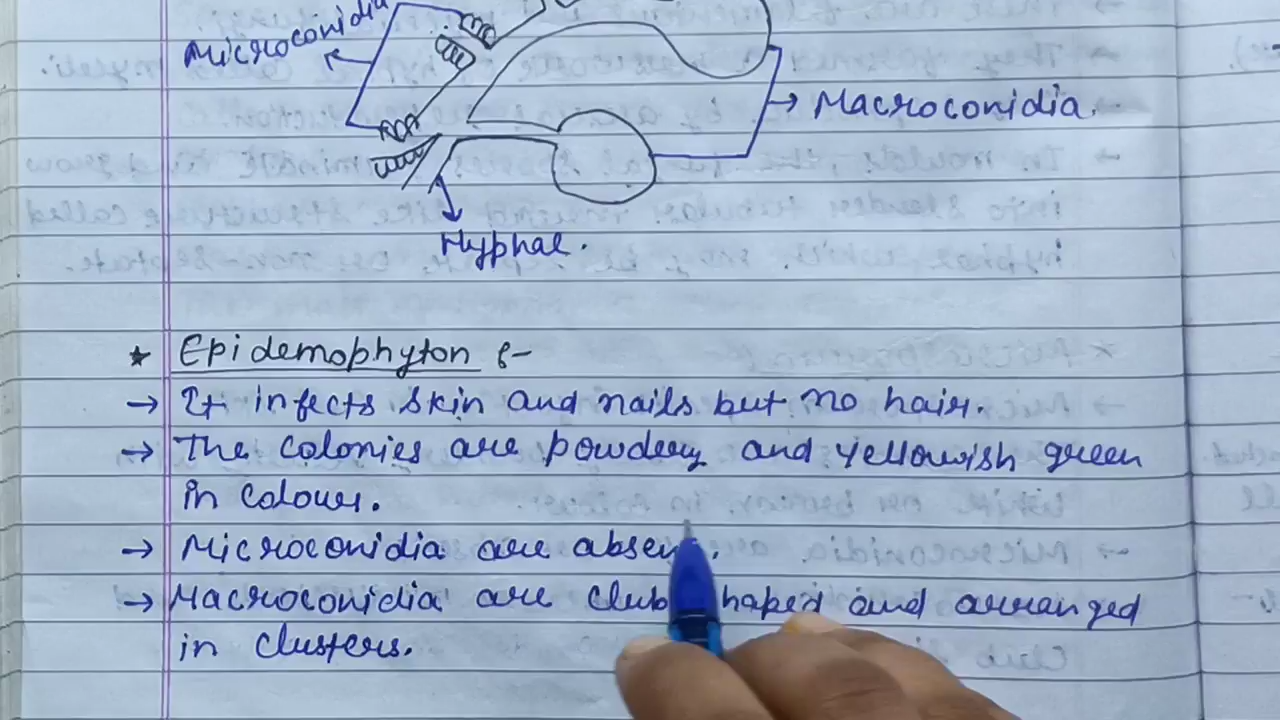 Microconidia
Macroconidia.
Hyphae.
* Epidemophyton :-
→ It infects skin and nails but no hair.
→ The colonies are powdery and yellowish green
in colour.
→ Microconidia are absent.
→ Macroconidia are club shaped and arranged
in clusters.